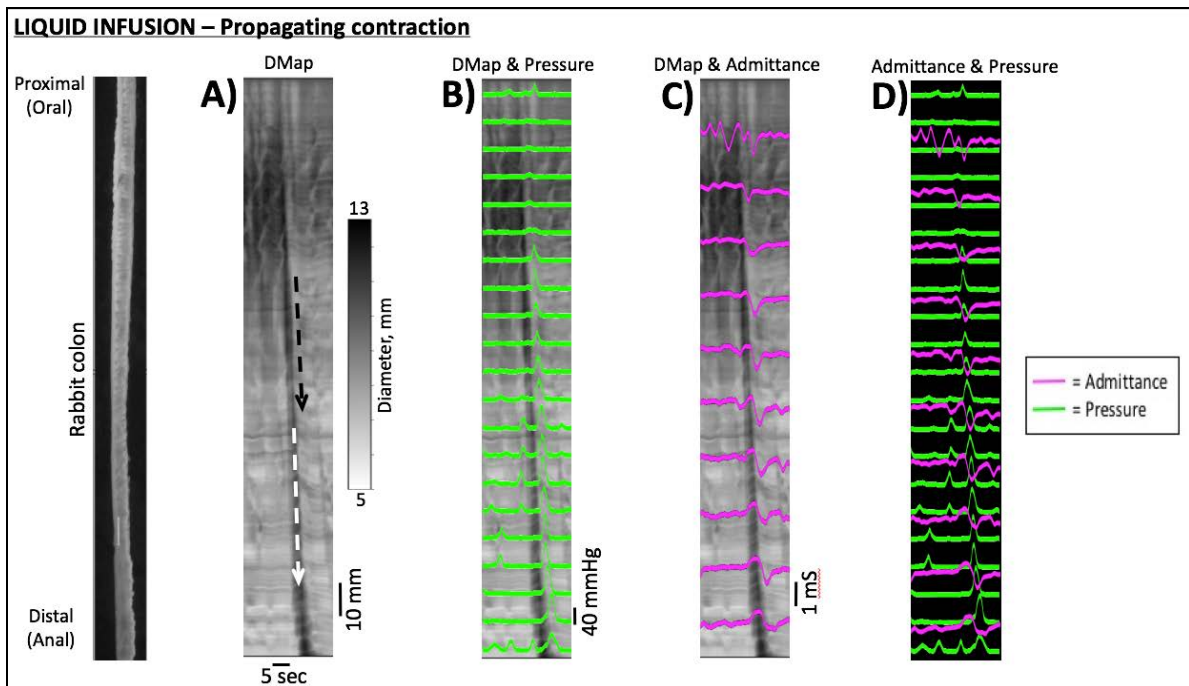 LIQUID INFUSION – Propagating contraction
Proximal
(Oral)
Rabbit colon
Distal
(Anal)
DMap
A)
13
Diameter, mm
5
10 mm
5 sec
DMap & Pressure
B)
40 mmHg
DMap & Admittance
C)
1 mS
Admittance & Pressure
D)
= Admittance
= Pressure